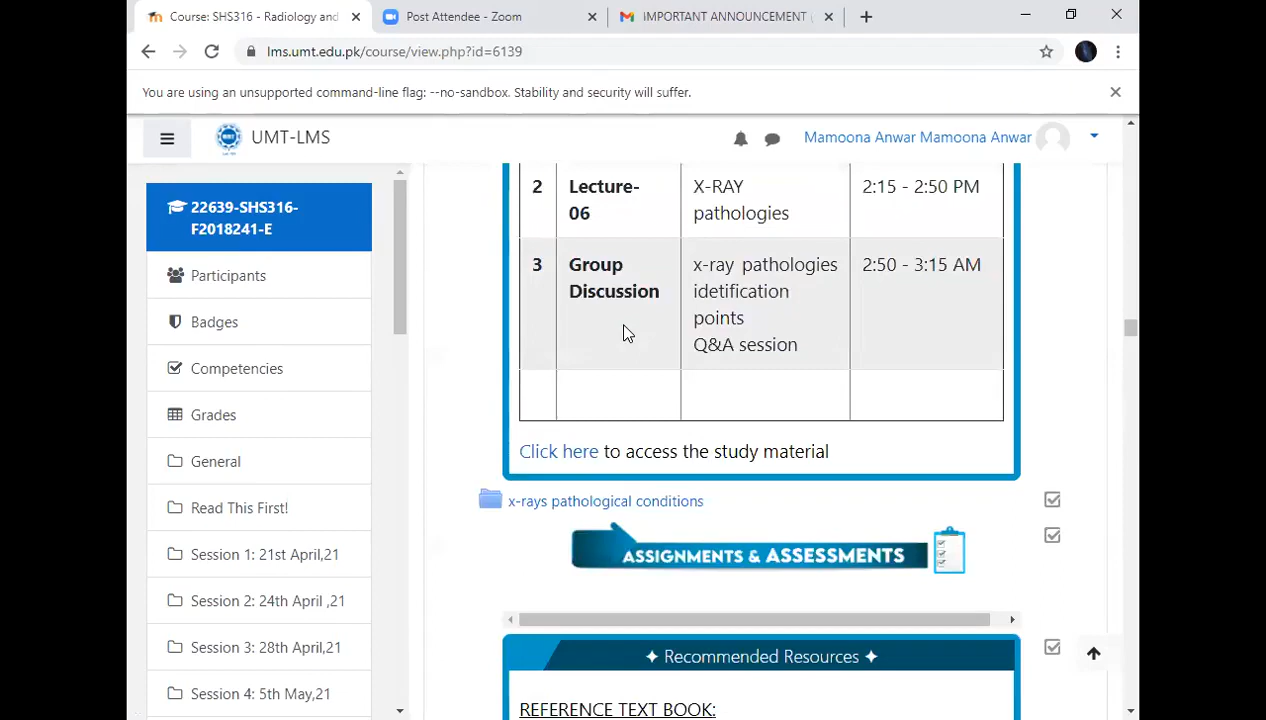 Course: SHS316 - Radiology and
Post Attendee - Zoom
IMPORTANT ANNOUNCEMENT
lms.umt.edu.pk/course/view.php?id=6139
You are using an unsupported command-line flag: --no-sandbox. Stability and security will suffer.
UMT-LMS
Mamoona Anwar Mamoona Anwar
22639-SHS316-
F2018241-E
Participants
Badges
Competencies
Grades
General
Read This First!
Session 1: 21st April,21
Session 2: 24th April ,21
Session 3: 28th April,21
Session 4: 5th May,21
2 Lecture- X-RAY 2:15 - 2:50 PM
06 pathologies
3 Group x-ray pathologies 2:50 - 3:15 AM
Discussion idetification
points
Q&A session
Click here to access the study material
x-rays pathological conditions
ASSIGNMENTS & ASSESSMENTS
✦ Recommended Resources ✦
REFERENCE TEXT BOOK: